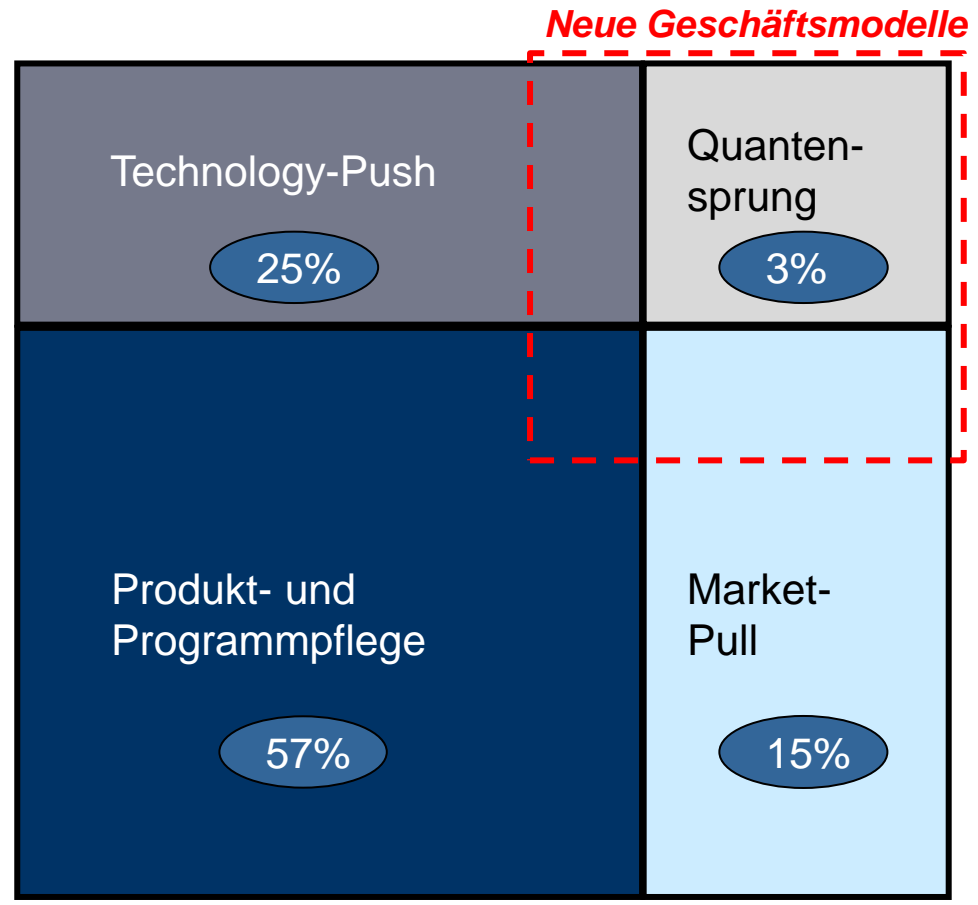 Neue Geschäftsmodelle
Technology-Push
25%
Quanten-
sprung
3%
Produkt- und
Programmpflege
57%
Market-
Pull
15%